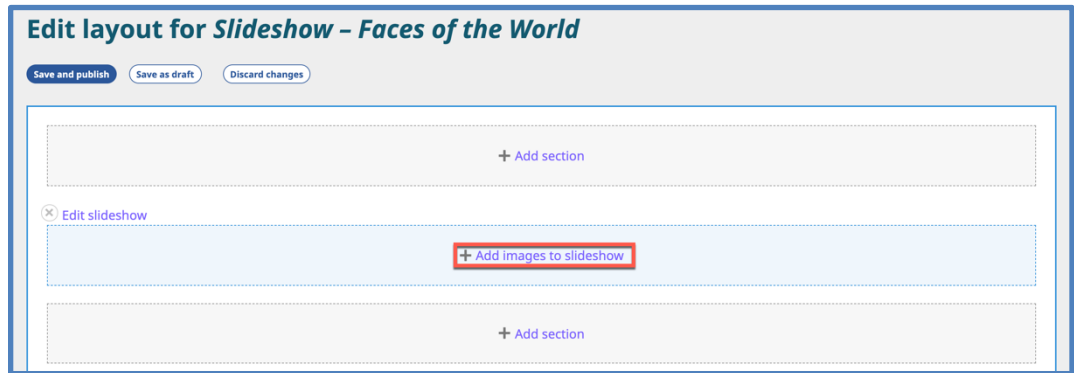 Edit layout for Slideshow – Faces of the World
Save and publish Save as draft Discard changes
+ Add section
Edit slideshow
+ Add images to slideshow
+ Add section